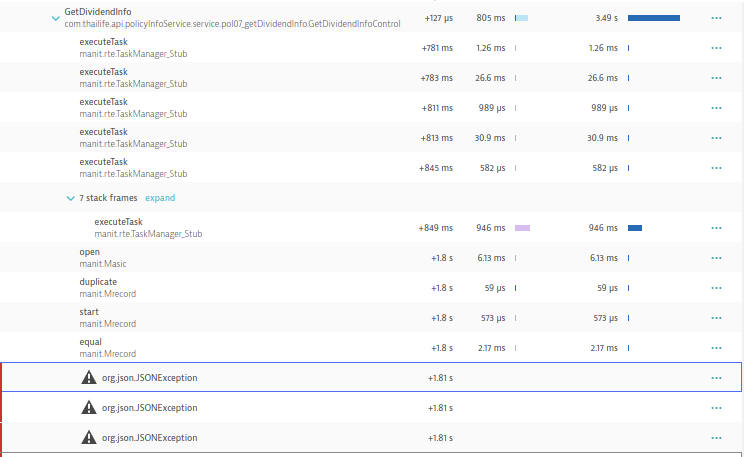 GetDividendInfo
com.thailife.api.policyInfoService.service.pol07_getDividendInfo.GetDividendInfoControl +127 µs 805 ms 3.49 s ...
executeTask
manit.rte.TaskManager_Stub +781 ms 1.26 ms 1.26 ms ...
executeTask
manit.rte.TaskManager_Stub +783 ms 26.6 ms 26.6 ms ...
executeTask
manit.rte.TaskManager_Stub +811 ms 989 µs 989 µs ...
executeTask
manit.rte.TaskManager_Stub +813 ms 30.9 ms 30.9 ms ...
executeTask
manit.rte.TaskManager_Stub +845 ms 582 µs 582 µs ...
7 stack frames expand
executeTask
manit.rte.TaskManager_Stub +849 ms 946 ms 946 ms ...
open
manit.Masic +1.8 s 6.13 ms 6.13 ms ...
duplicate
manit.Mrecord +1.8 s 59 µs 59 µs ...
start
manit.Mrecord +1.8 s 573 µs 573 µs ...
equal
manit.Mrecord +1.8 s 2.17 ms 2.17 ms ...
org.json.JSONException +1.81 s ...
org.json.JSONException +1.81 s ...
org.json.JSONException +1.81 s ...